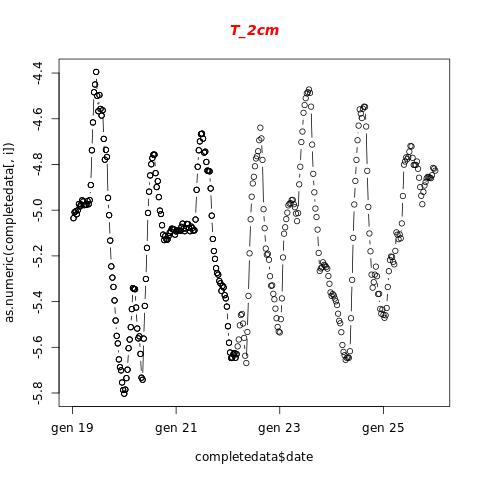 T_2cm
as.numeric(completedata[, i])
-4.4
-4.6
-4.8
-5.0
-5.2
-5.4
-5.6
-5.8
gen 19
gen 21
gen 23
gen 25
completedata$date